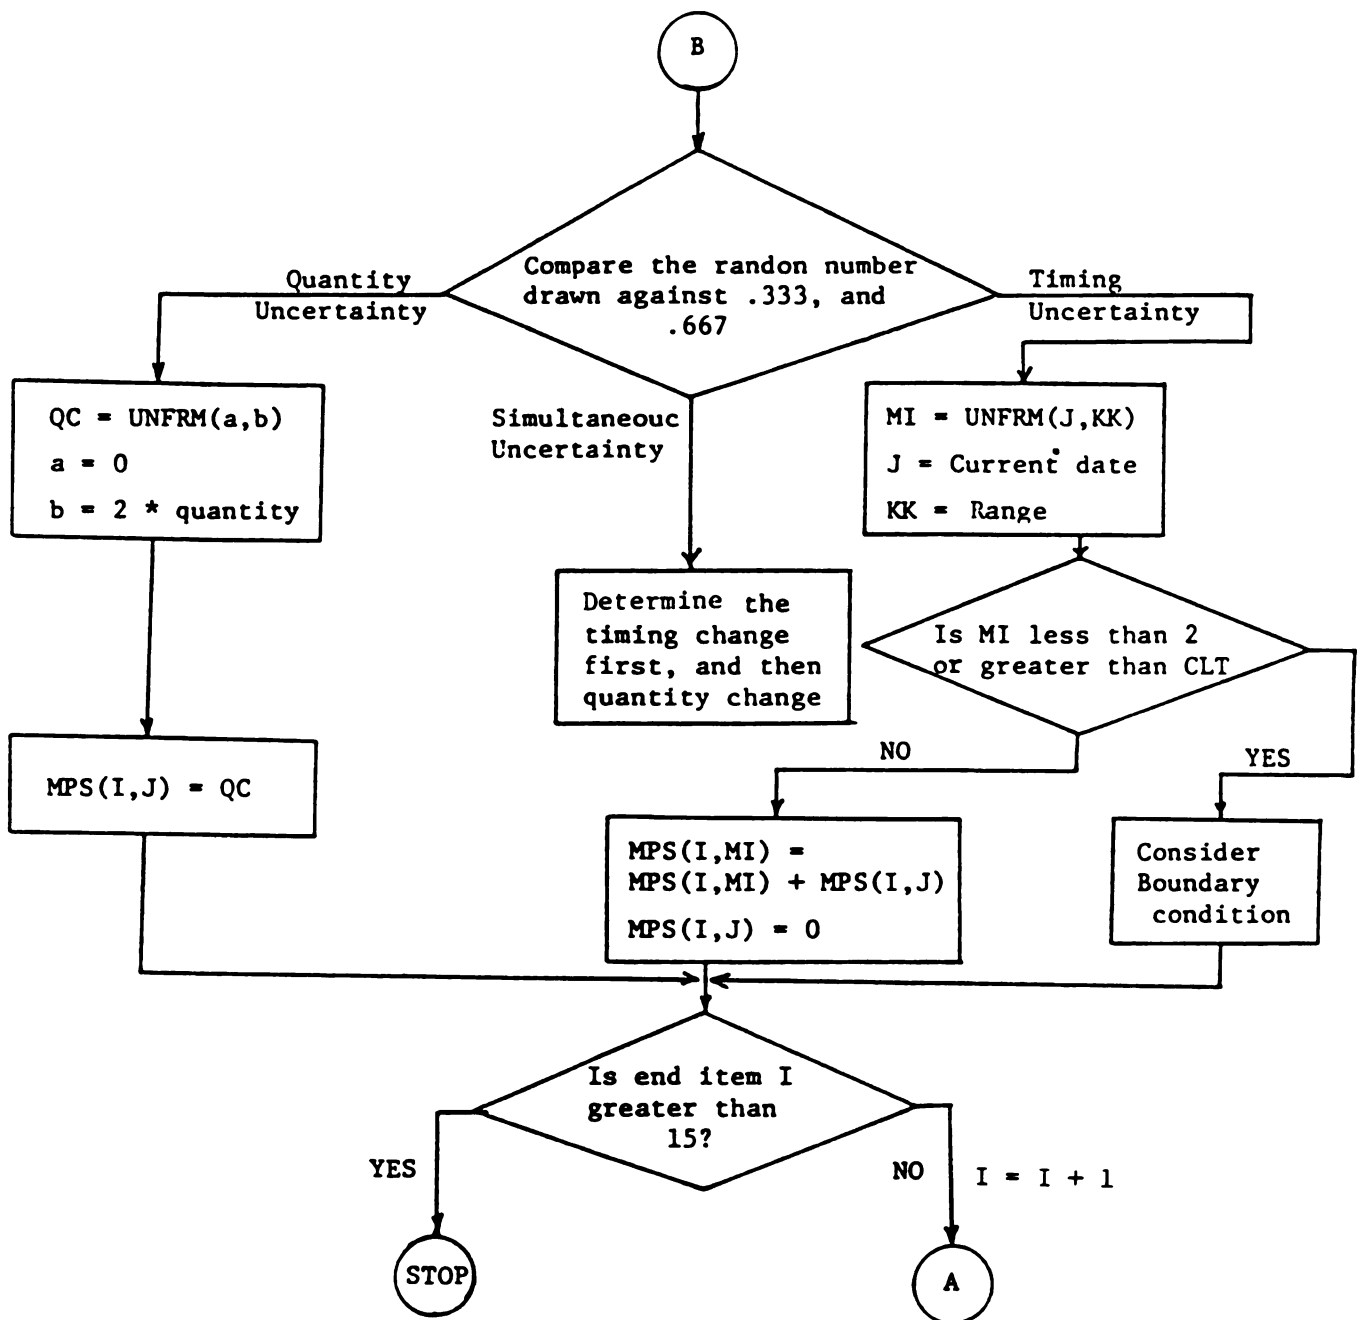 B
Compare the randon number
drawn against .333, and
.667
Quantity
Uncertainty
Timing
Uncertainty
Simultaneouc
Uncertainty
QC = UNFRM(a,b)
a = 0
b = 2 * quantity
MI = UNFRM(J,KK)
J = Current date
KK = Range
Determine the
timing change
first, and then
quantity change
Is MI less than 2
or greater than CLT
NO
YES
MPS(I,J) = QC
MPS(I,MI) =
MPS(I,MI) + MPS(I,J)
MPS(I,J) = 0
Consider
Boundary
condition
Is end item I
greater than
15?
YES
NO
I = I + 1
STOP
A